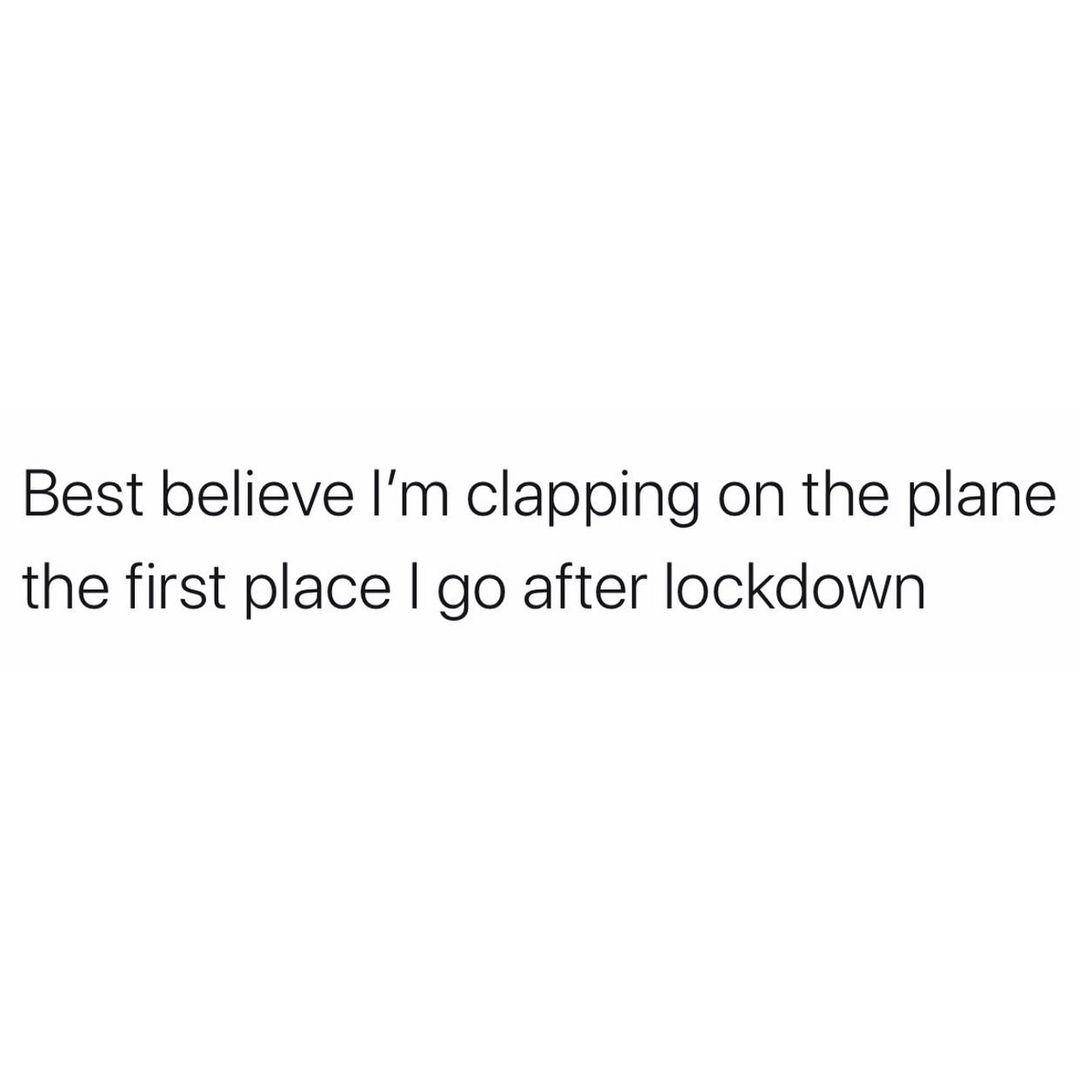 Best believe I’m clapping on the plane
the first place I go after lockdown